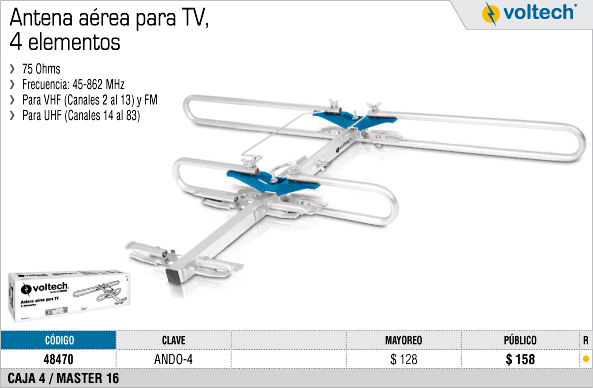 Antena aérea para TV,
4 elementos
voltech®
› 75 Ohms
› Frecuencia: 45-862 MHz
› Para VHF (Canales 2 al 13) y FM
› Para UHF (Canales 14 al 83)
voltech
voltech
Antena aérea para TV
CÓDIGO CLAVE MAYOREO PÚBLICO R
48470 ANDO-4 $ 128 $ 158
CAJA 4 / MASTER 16